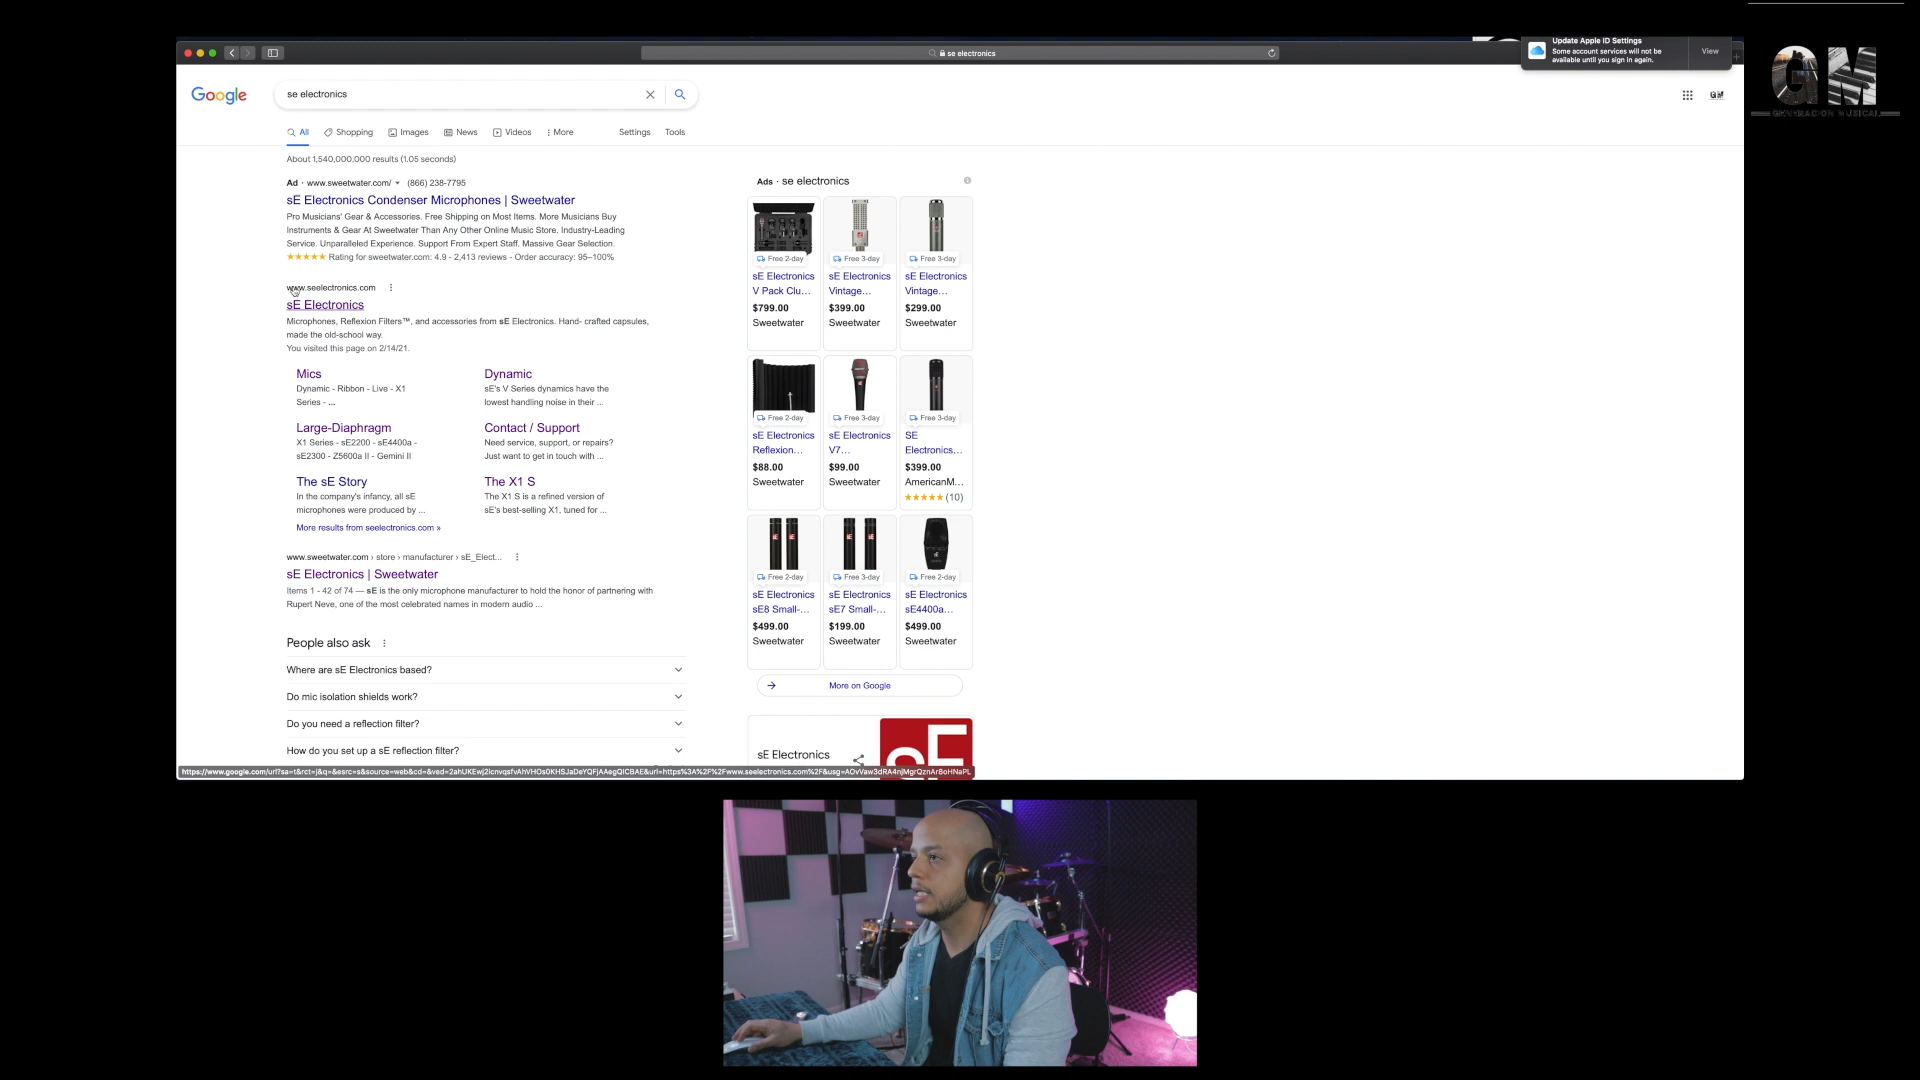 se electronics
Update Apple ID Settings
Some account services will not be
available until you sign in again.
View
GM
GENERACION MUSICAL
Google
se electronics
GM
All
Shopping
Images
News
Videos
More
Settings
Tools
About 1,540,000,000 results (1.05 seconds)
Ad · www.sweetwater.com/ (866) 238-7795
sE Electronics Condenser Microphones | Sweetwater
Pro Musicians' Gear & Accessories. Free Shipping on Most Items. More Musicians Buy
Instruments & Gear At Sweetwater Than Any Other Online Music Store. Industry-Leading
Service. Unparalleled Experience. Support From Expert Staff. Massive Gear Selection.
★★★★★ Rating for sweetwater.com: 4.9 - 2,413 reviews - Order accuracy: 95–100%
www.seelectronics.com
sE Electronics
Microphones, Reflexion Filters™, and accessories from sE Electronics. Hand- crafted capsules,
made the old-school way.
You visited this page on 2/14/21.
Mics
Dynamic - Ribbon - Live - X1
Series - ...
Dynamic
sE's V Series dynamics have the
lowest handling noise in their ...
Large-Diaphragm
X1 Series - sE2200 - sE4400a -
sE2300 - Z5600a II - Gemini II
Contact / Support
Need service, support, or repairs?
Just want to get in touch with ...
The sE Story
In the company's infancy, all sE
microphones were produced by ...
The X1 S
The X1 S is a refined version of
sE's best-selling X1, tuned for ...
More results from seelectronics.com »
www.sweetwater.com › store › manufacturer › sE_Elect...
sE Electronics | Sweetwater
Items 1 - 42 of 74 — sE is the only microphone manufacturer to hold the honor of partnering with
Rupert Neve, one of the most celebrated names in modern audio ...
People also ask
Where are sE Electronics based?
Do mic isolation shields work?
Do you need a reflection filter?
How do you set up a sE reflection filter?
Ads · se electronics
Free 2-day
sE Electronics
V Pack Clu...
$799.00
Sweetwater
Free 3-day
sE Electronics
Vintage...
$399.00
Sweetwater
Free 3-day
sE Electronics
Vintage...
$299.00
Sweetwater
Free 2-day
sE Electronics
Reflexion...
$88.00
Sweetwater
Free 3-day
sE Electronics
V7...
$99.00
Sweetwater
Free 3-day
SE
Electronics...
$399.00
AmericanM...
★★★★★ (10)
Free 2-day
sE Electronics
sE8 Small-...
$499.00
Sweetwater
Free 3-day
sE Electronics
sE7 Small-...
$199.00
Sweetwater
Free 2-day
sE Electronics
sE4400a...
$499.00
Sweetwater
More on Google
sE Electronics
sE